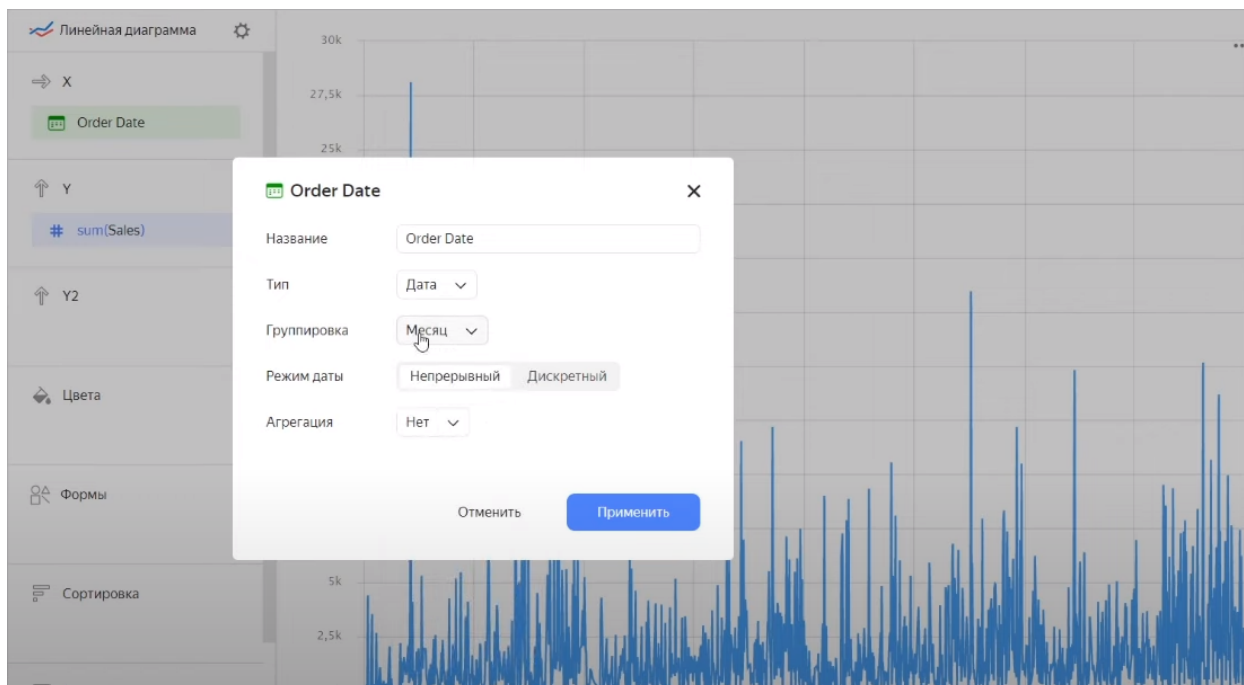 Линейная диаграмма
X
Order Date
Y
# sum(Sales)
Y2
Цвета
Формы
Сортировка
30k
27,5k
25k
5k
2,5k
Order Date
Название Order Date
Тип Дата
Группировка Месяц
Режим даты Непрерывный Дискретный
Агрегация Нет
Отменить Применить